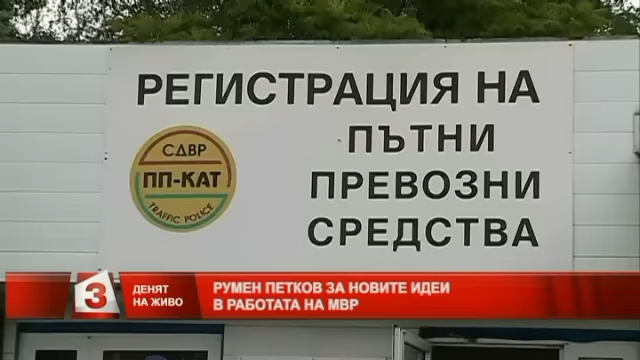 РЕГИСТРАЦИЯ НА
ПЪТНИ
ПРЕВОЗНИ
СРЕДСТВА
СДВР
ПП-КАТ
TRAFFIC POLICE
3
ДЕНЯТ
НА ЖИВО
РУМЕН ПЕТКОВ ЗА НОВИТЕ ИДЕИ
В РАБОТАТА НА МВР